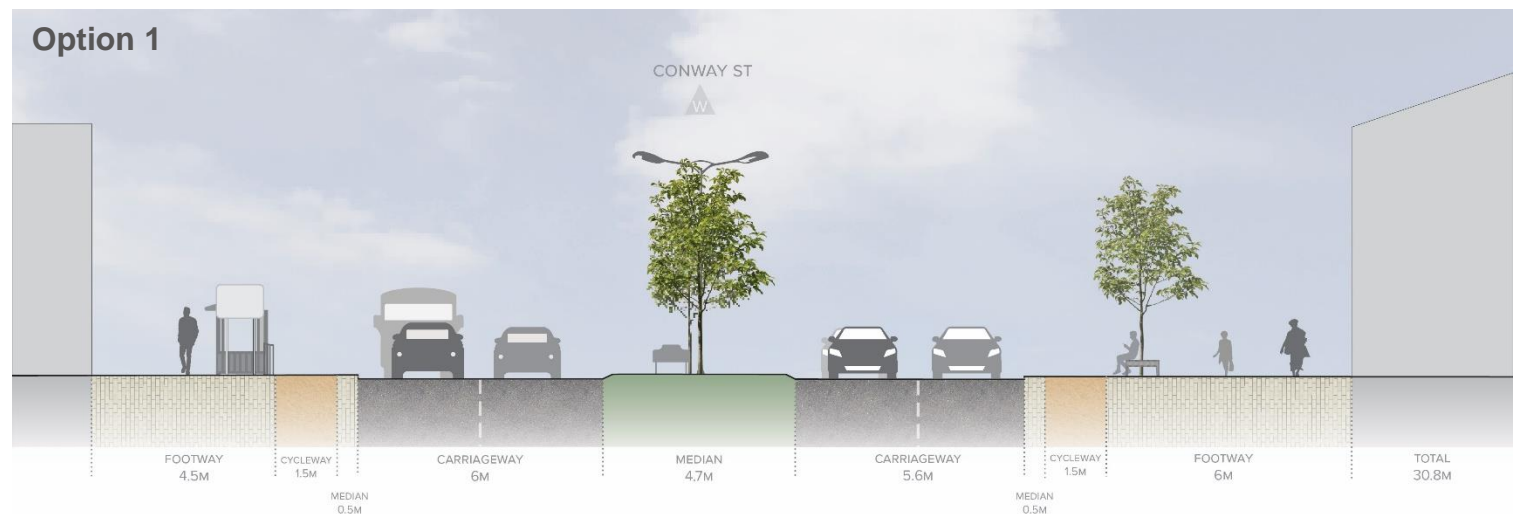 Option 1
CONWAY ST
W
FOOTWAY
4.5M
CYCLEWAY
1.5M
MEDIAN
0.5M
CARRIAGEWAY
6M
MEDIAN
4.7M
CARRIAGEWAY
5.6M
MEDIAN
0.5M
CYCLEWAY
1.5M
FOOTWAY
6M
TOTAL
30.8M